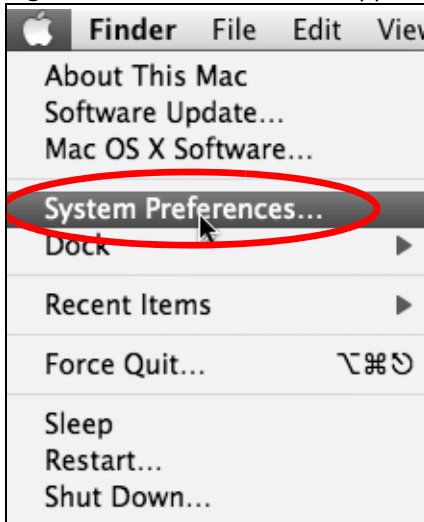 Finder File Edit
About This Mac
Software Update...
Mac OS X Software...
System Preferences...
Dock
Recent Items
Force Quit... ⌥⌘⎋
Sleep
Restart...
Shut Down...